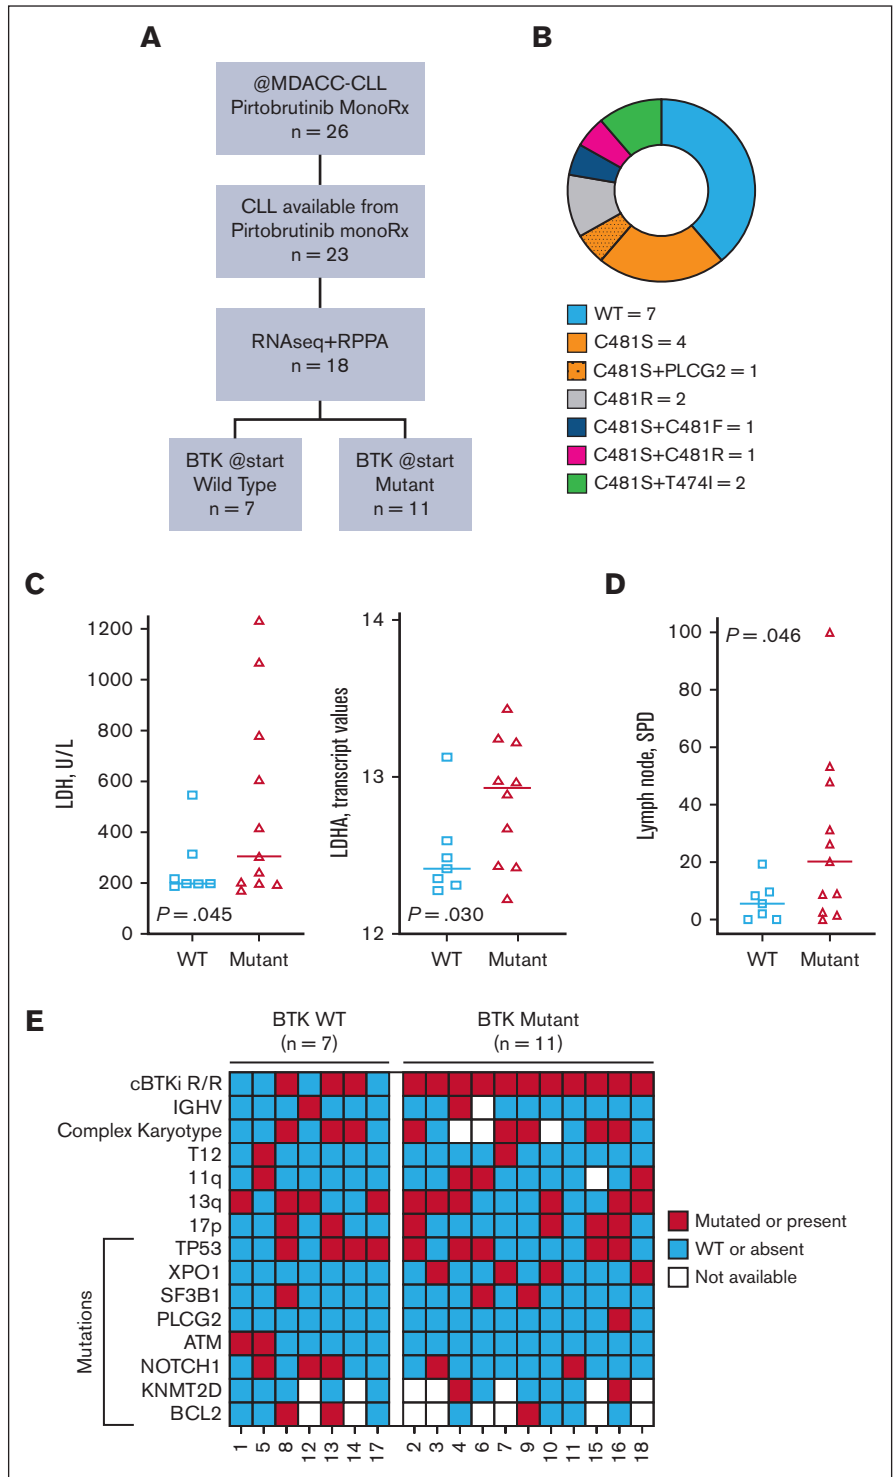 A
@MDACC-CLL
Pirtobrutinib MonoRx
n = 26
CLL available from
Pirtobrutinib monoRx
n = 23
RNAseq+RPPA
n = 18
BTK @start
Wild Type
n = 7
BTK @start
Mutant
n = 11
B
WT = 7
C481S = 4
C481S+PLCG2 = 1
C481R = 2
C481S+C481F = 1
C481S+C481R = 1
C481S+T474I = 2
C
LDH, U/L
1200
1000
800
600
400
200
0
P = .045
WT
Mutant
LDHA, transcript values
14
13
12
P = .030
WT
Mutant
D
Lymph node, SPD
100
80
60
40
20
0
P = .046
WT
Mutant
E
BTK WT
(n = 7)
BTK Mutant
(n = 11)
cBTKi R/R
IGHV
Complex Karyotype
T12
11q
13q
17p
TP53
XPO1
SF3B1
PLCG2
ATM
NOTCH1
KNMT2D
BCL2
Mutations
1 5 8 12 13 14 17 2 3 4 6 7 9 10 11 15 16 18
Mutated or present
WT or absent
Not available